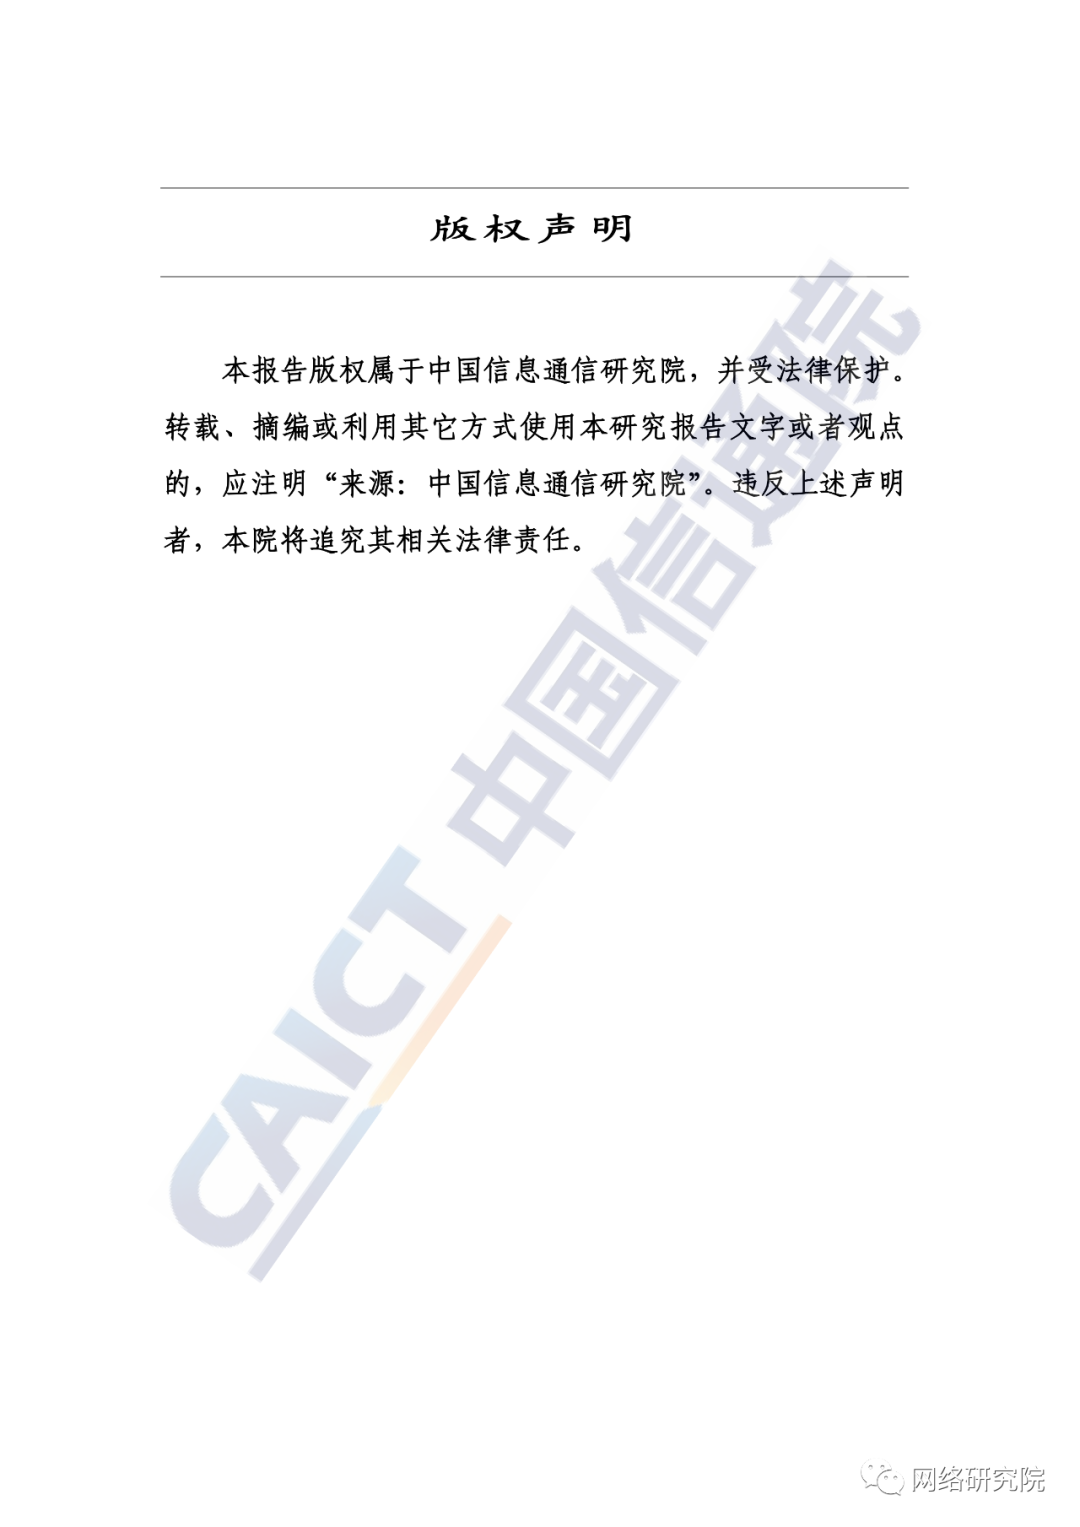 版权声明
本报告版权属于中国信息通信研究院，并受法律保护。
转载、摘编或利用其它方式使用本研究报告文字或者观点
的，应注明“来源：中国信息通信研究院”。违反上述声明
者，本院将追究其相关法律责任。
CAICT 中国信通院
网络研究院